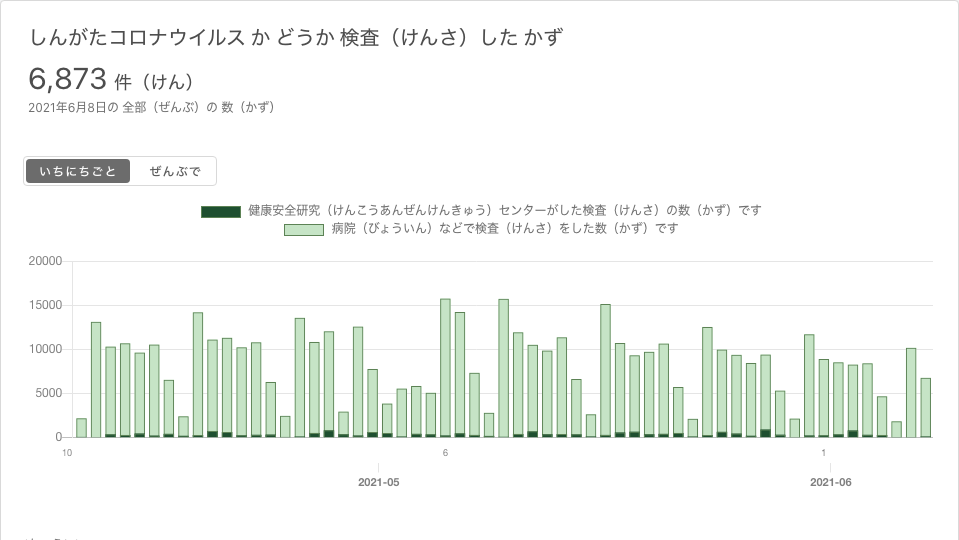 しんがたコロナウイルス か どうか 検査（けんさ）した かず
6,873 件（けん）
2021年6月8日の 全部（ぜんぶ）の 数（かず）
いちにちごと ぜんぶで
健康安全研究（けんこうあんぜんけんきゅう）センターがした検査（けんさ）の数（かず）です
病院（びょういん）などで検査（けんさ）をした数（かず）です
20000
15000
10000
5000
0
10 6 1
2021-05 2021-06